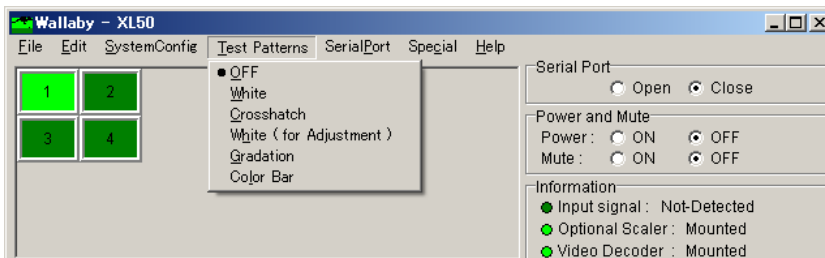 Wallaby - XL50
File Edit SystemConfig Test Patterns SerialPort Special Help
1 2
3 4
OFF
White
Crosshatch
White ( for Adjustment )
Gradation
Color Bar
Serial Port
Open Close
Power and Mute
Power : ON OFF
Mute : ON OFF
Information
Input signal : Not-Detected
Optional Scaler : Mounted
Video Decoder : Mounted